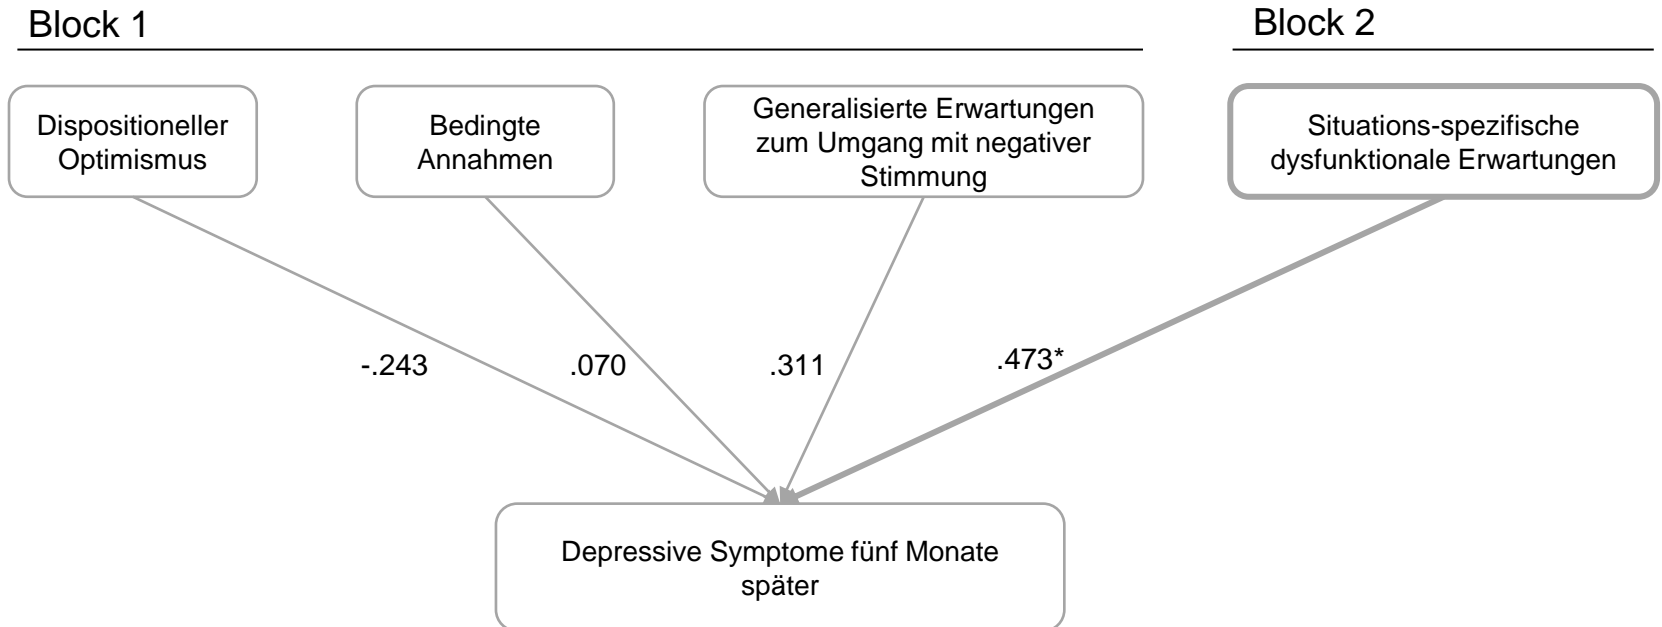 Block 1
Block 2
Dispositioneller
Optimismus
Bedingte
Annahmen
Generalisierte Erwartungen
zum Umgang mit negativer
Stimmung
Situations-spezifische
dysfunktionale Erwartungen
-.243
.070
.311
.473*
Depressive Symptome fünf Monate
später